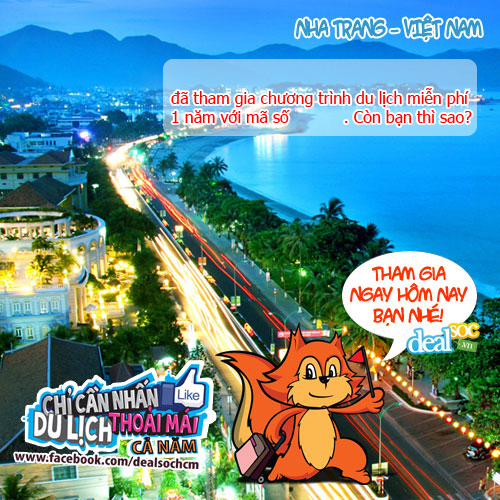 NHA TRANG - VIỆT NAM
đã tham gia chương trình du lịch miễn phí
1 năm với mã số . Còn bạn thì sao?
THAM GIA
NGAY HÔM NAY
BẠN NHÉ!
dealsoc.vn
CHỈ CẦN NHẤN Like
DU LỊCH THOẢI MÁI
CẢ NĂM
www.facebook.com/dealsochcm